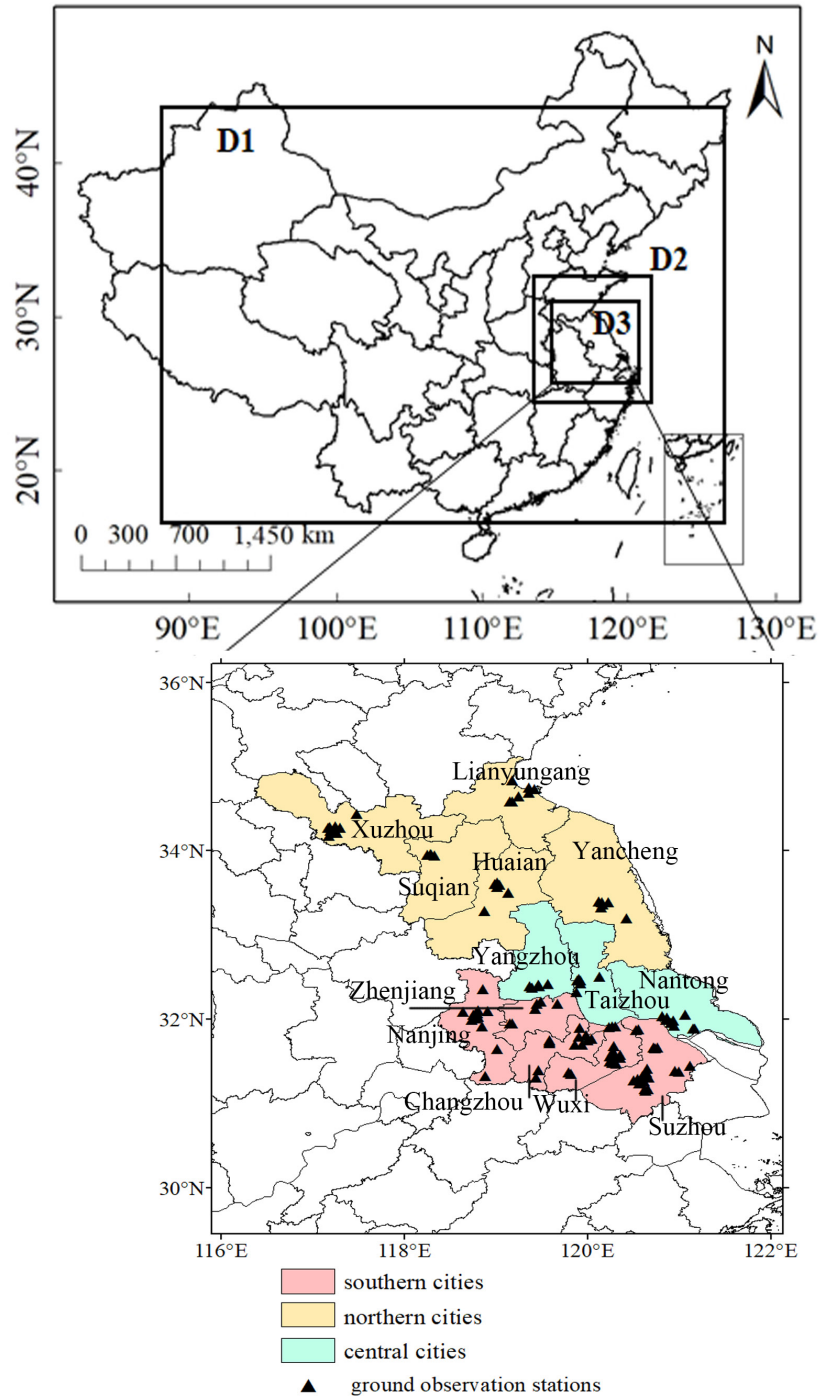 N
40°N
D1
D2
30°N
D3
20°N
0 300 700 1,450 km
90°E 100°E 110°E 120°E 130°E
36°N
Lianyungang
Xuzhou
34°N
Yancheng
Huaian
Suqian
Yangzhou
Nantong
Zhenjiang
Taizhou
32°N
Nanjing
Changzhou
Wuxi
Suzhou
30°N
116°E 118°E 120°E 122°E
southern cities
northern cities
central cities
ground observation stations